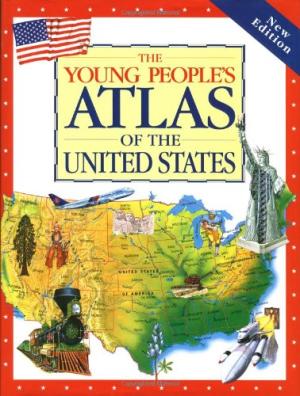 New
Edition
THE
YOUNG PEOPLE'S
ATLAS
OF THE
UNITED STATES
UNITED STATES
OF AMERICA